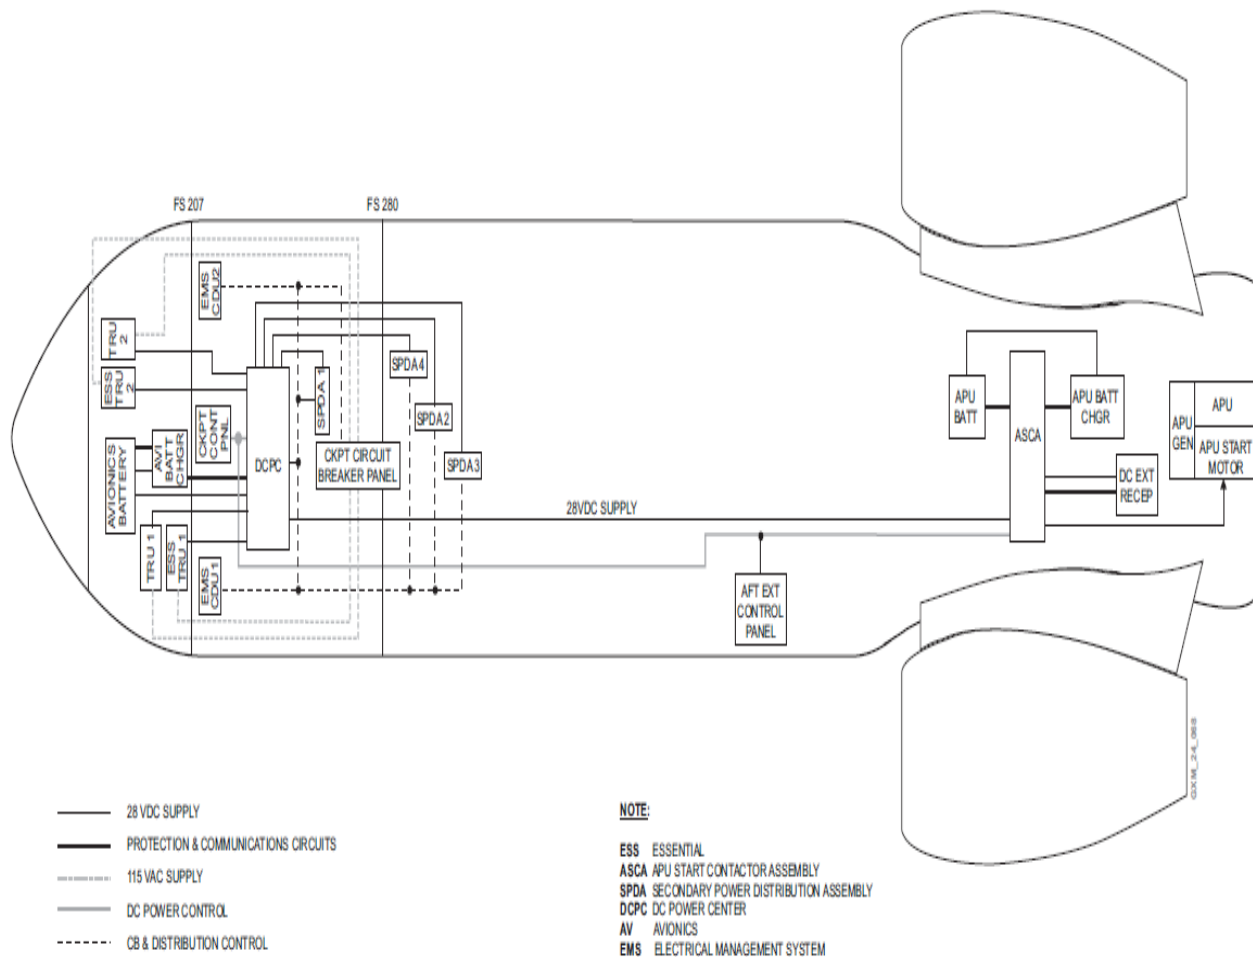 FS 207
FS 280
EMS
CDU2
TRU
2
ESS
TRU
2
CKPT
CONT
PNL
AVI
BATT
CHGR
AVIONICS
BATTERY
TRU 1
ESS
TRU 1
EMS
CDU1
DCPC
SPDA 1
SPDA4
SPDA2
SPDA3
CKPT CIRCUIT
BREAKER PANEL
28VDC SUPPLY
AFT EXT
CONTROL
PANEL
APU
BATT
ASCA
APU BATT
CHGR
DC EXT
RECEP
APU
GEN
APU
APU START
MOTOR
GXM_24_068
28 VDC SUPPLY
PROTECTION & COMMUNICATIONS CIRCUITS
115 VAC SUPPLY
DC POWER CONTROL
CB & DISTRIBUTION CONTROL
NOTE:
ESS ESSENTIAL
ASCA APU START CONTACTOR ASSEMBLY
SPDA SECONDARY POWER DISTRIBUTION ASSEMBLY
DCPC DC POWER CENTER
AV AVIONICS
EMS ELECTRICAL MANAGEMENT SYSTEM